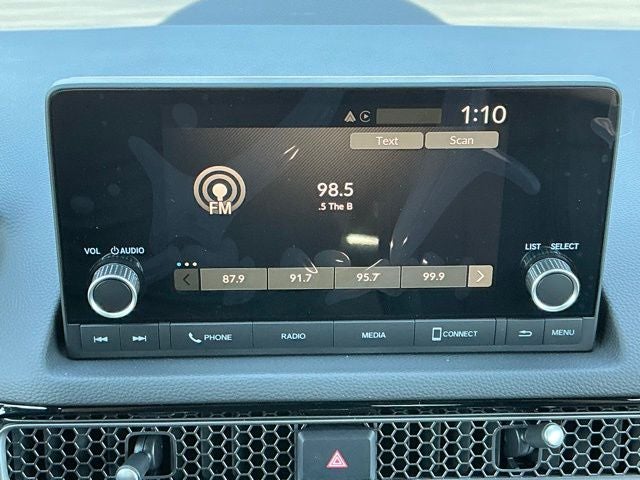 1:10
Text Scan
98.5
.5 The B
FM
VOL AUDIO
LIST SELECT
87.9 91.7 95.7 99.9
PHONE RADIO MEDIA CONNECT MENU